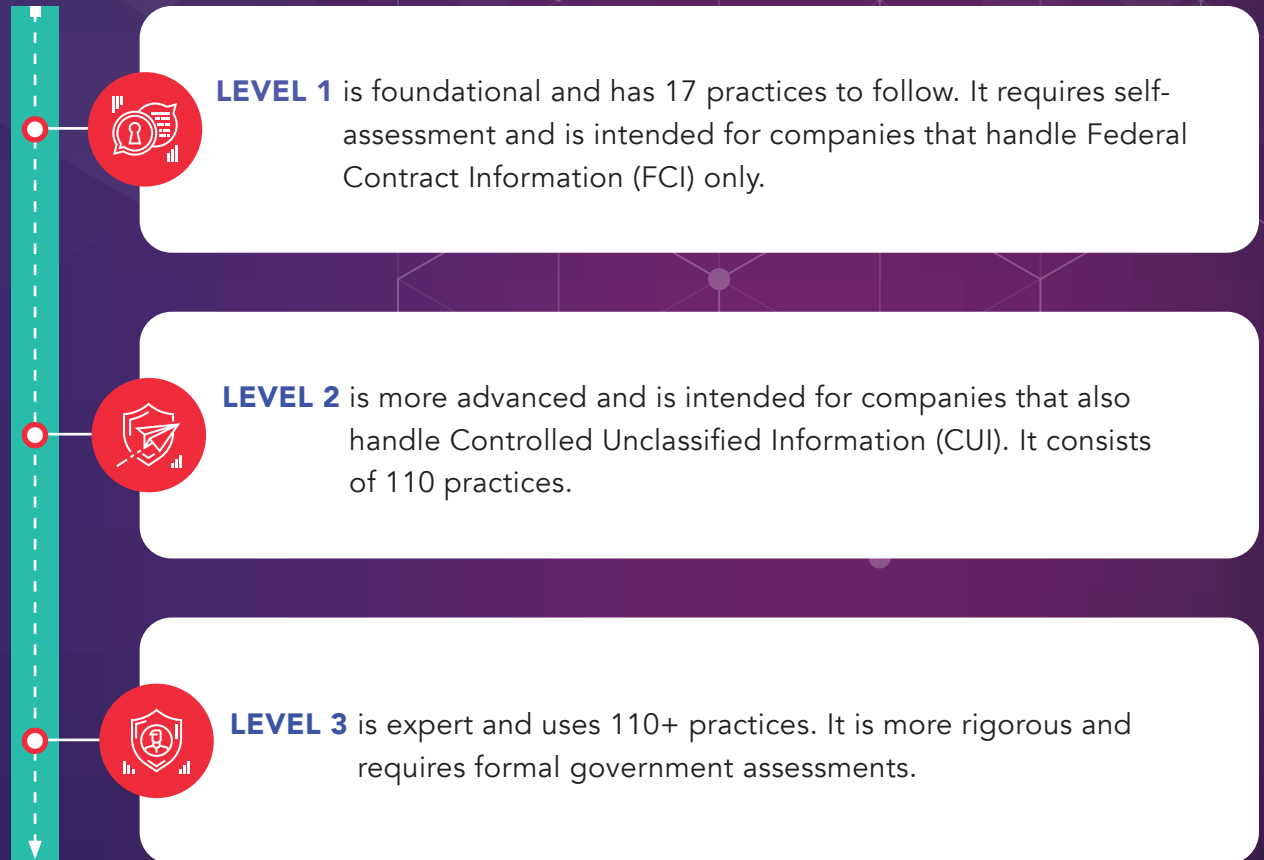 LEVEL 1 is foundational and has 17 practices to follow. It requires self-
assessment and is intended for companies that handle Federal
Contract Information (FCI) only.
LEVEL 2 is more advanced and is intended for companies that also
handle Controlled Unclassified Information (CUI). It consists
of 110 practices.
LEVEL 3 is expert and uses 110+ practices. It is more rigorous and
requires formal government assessments.